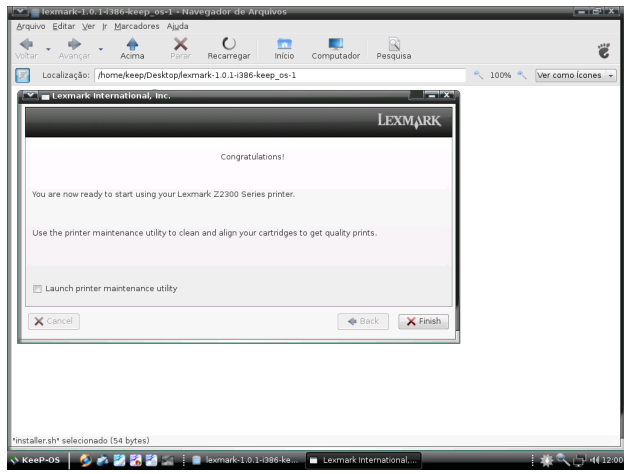 lexmark-1.0.1-i386-keep_os-1 - Navegador de Arquivos
Arquivo Editar Ver Ir Marcadores Ajuda
Voltar Avançar Acima Parar Recarregar Início Computador Pesquisa
Localização: /home/keep/Desktop/lexmark-1.0.1-i386-keep_os-1 100% Ver como Ícones
Lexmark International, Inc.
LEXMARK
Congratulations!
You are now ready to start using your Lexmark Z2300 Series printer.
Use the printer maintenance utility to clean and align your cartridges to get quality prints.
Launch printer maintenance utility
Cancel Back Finish
"installer.sh" selecionado (54 bytes)
KeeP-OS lexmark-1.0.1-i386-ke... Lexmark International,... 12:00